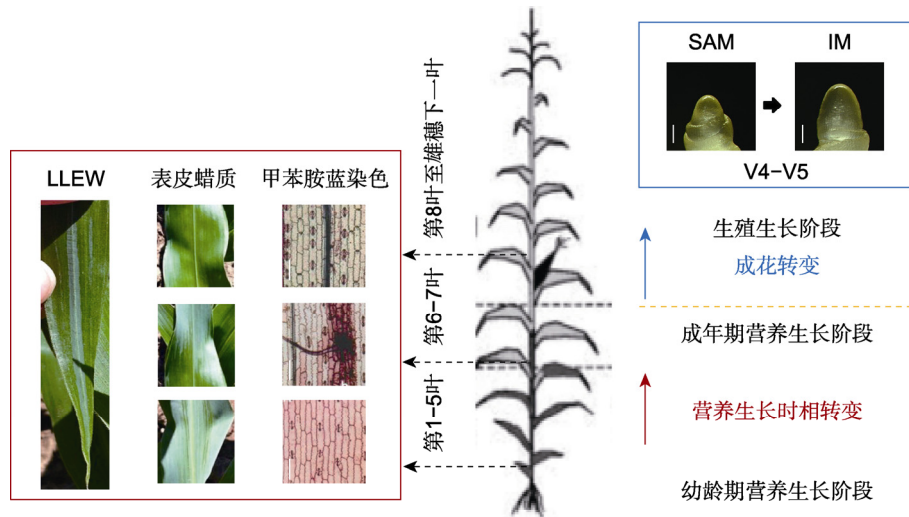 LLEW
表皮蜡质
甲苯胺蓝染色
第8叶至雄穗下一叶
第6-7叶
第1-5叶
SAM
IM
V4-V5
生殖生长阶段
成花转变
成年期营养生长阶段
营养生长时相转变
幼龄期营养生长阶段